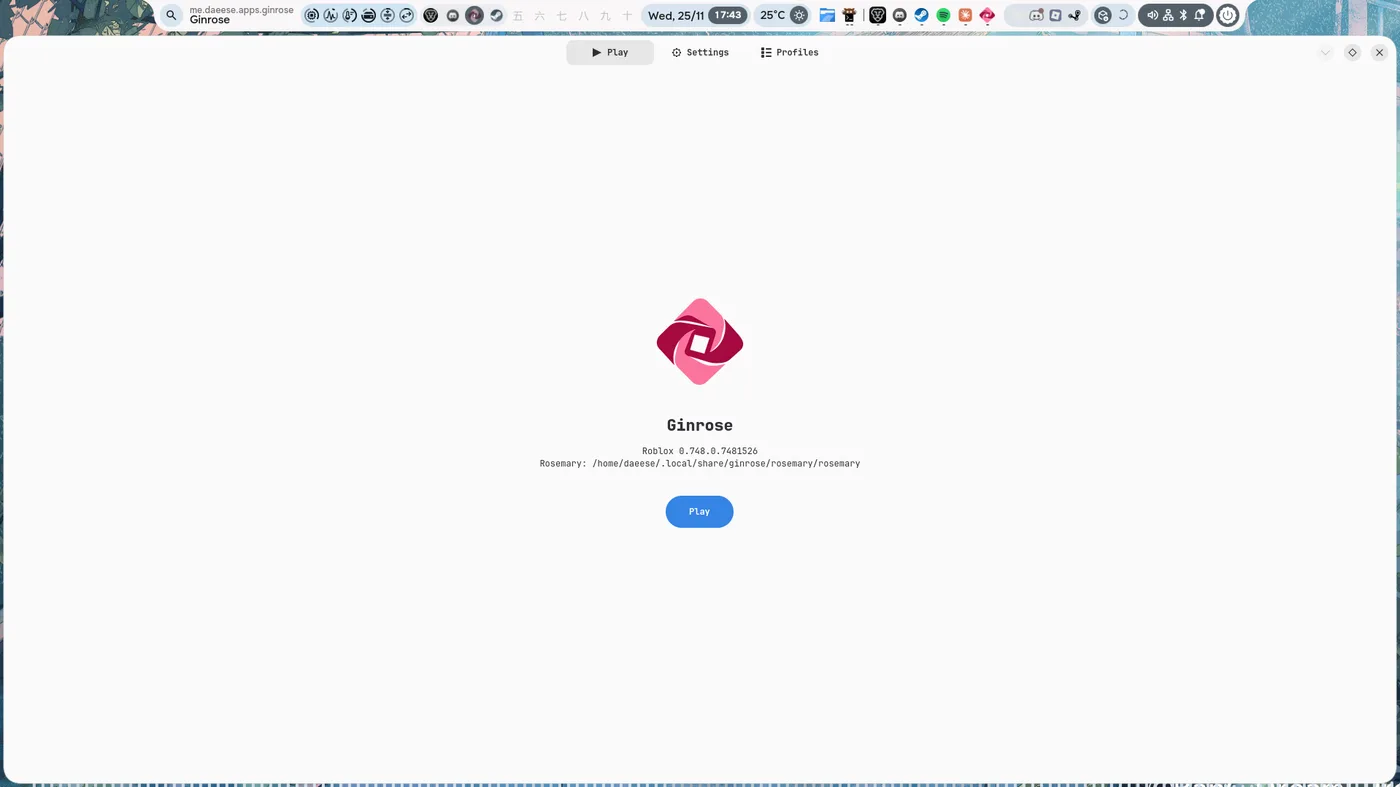 me.daeese.apps.ginrose
Ginrose
五 六 七 八 九 十
Wed, 25/11 17:43
25°C
Play
Settings
Profiles
Ginrose
Roblox 0.748.0.7481526
Rosemary: /home/daeese/.local/share/ginrose/rosemary/rosemary
Play